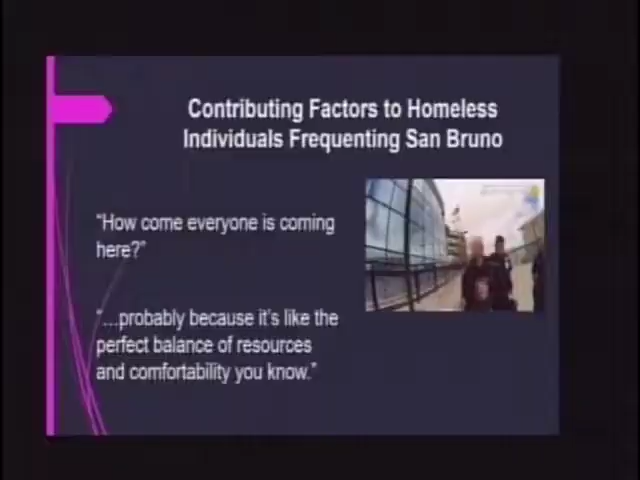 Contributing Factors to Homeless
Individuals Frequenting San Bruno
“How come everyone is coming
here?”
“....probably because it’s like the
perfect balance of resources
and comfortability you know.”